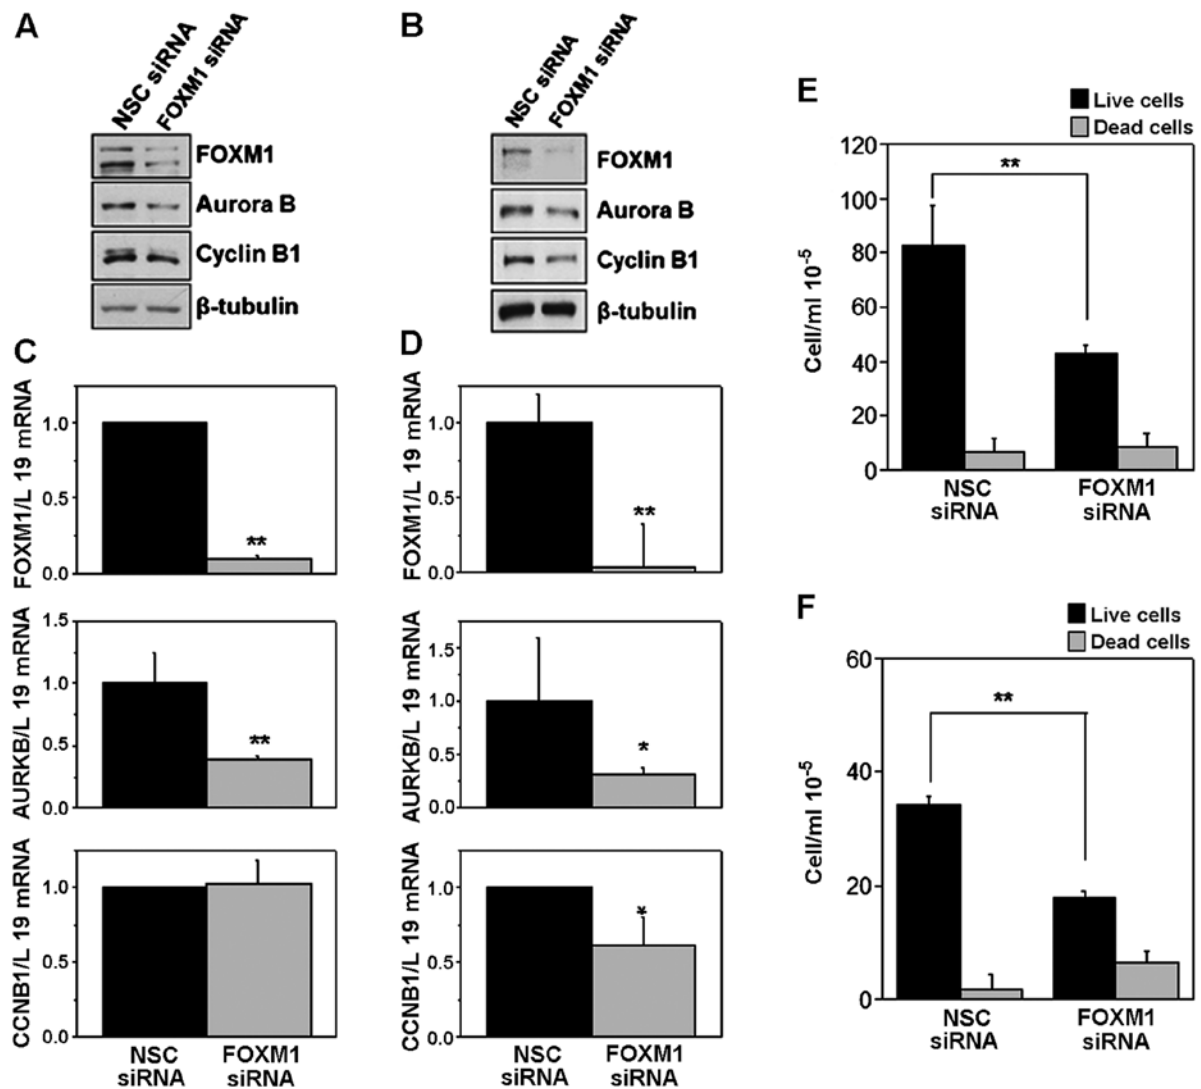 A
NSC siRNA
FOXM1 siRNA
FOXM1
Aurora B
Cyclin B1
β-tubulin
B
NSC siRNA
FOXM1 siRNA
FOXM1
Aurora B
Cyclin B1
β-tubulin
C
FOXM1/L 19 mRNA
1.0
0.5
0.0
**
AURKB/L 19 mRNA
1.5
1.0
0.5
0.0
**
CCNB1/L 19 mRNA
1.0
0.5
0.0
NSC
siRNA
FOXM1
siRNA
D
FOXM1/L 19 mRNA
1.0
0.5
0.0
**
AURKB/L 19 mRNA
1.5
1.0
0.5
0.0
*
CCNB1/L 19 mRNA
1.0
0.5
0.0
*
NSC
siRNA
FOXM1
siRNA
E
Live cells
Dead cells
Cell/ml 10⁻⁵
120
100
80
60
40
20
0
**
NSC
siRNA
FOXM1
siRNA
F
Live cells
Dead cells
Cell/ml 10⁻⁵
60
40
20
0
**
NSC
siRNA
FOXM1
siRNA